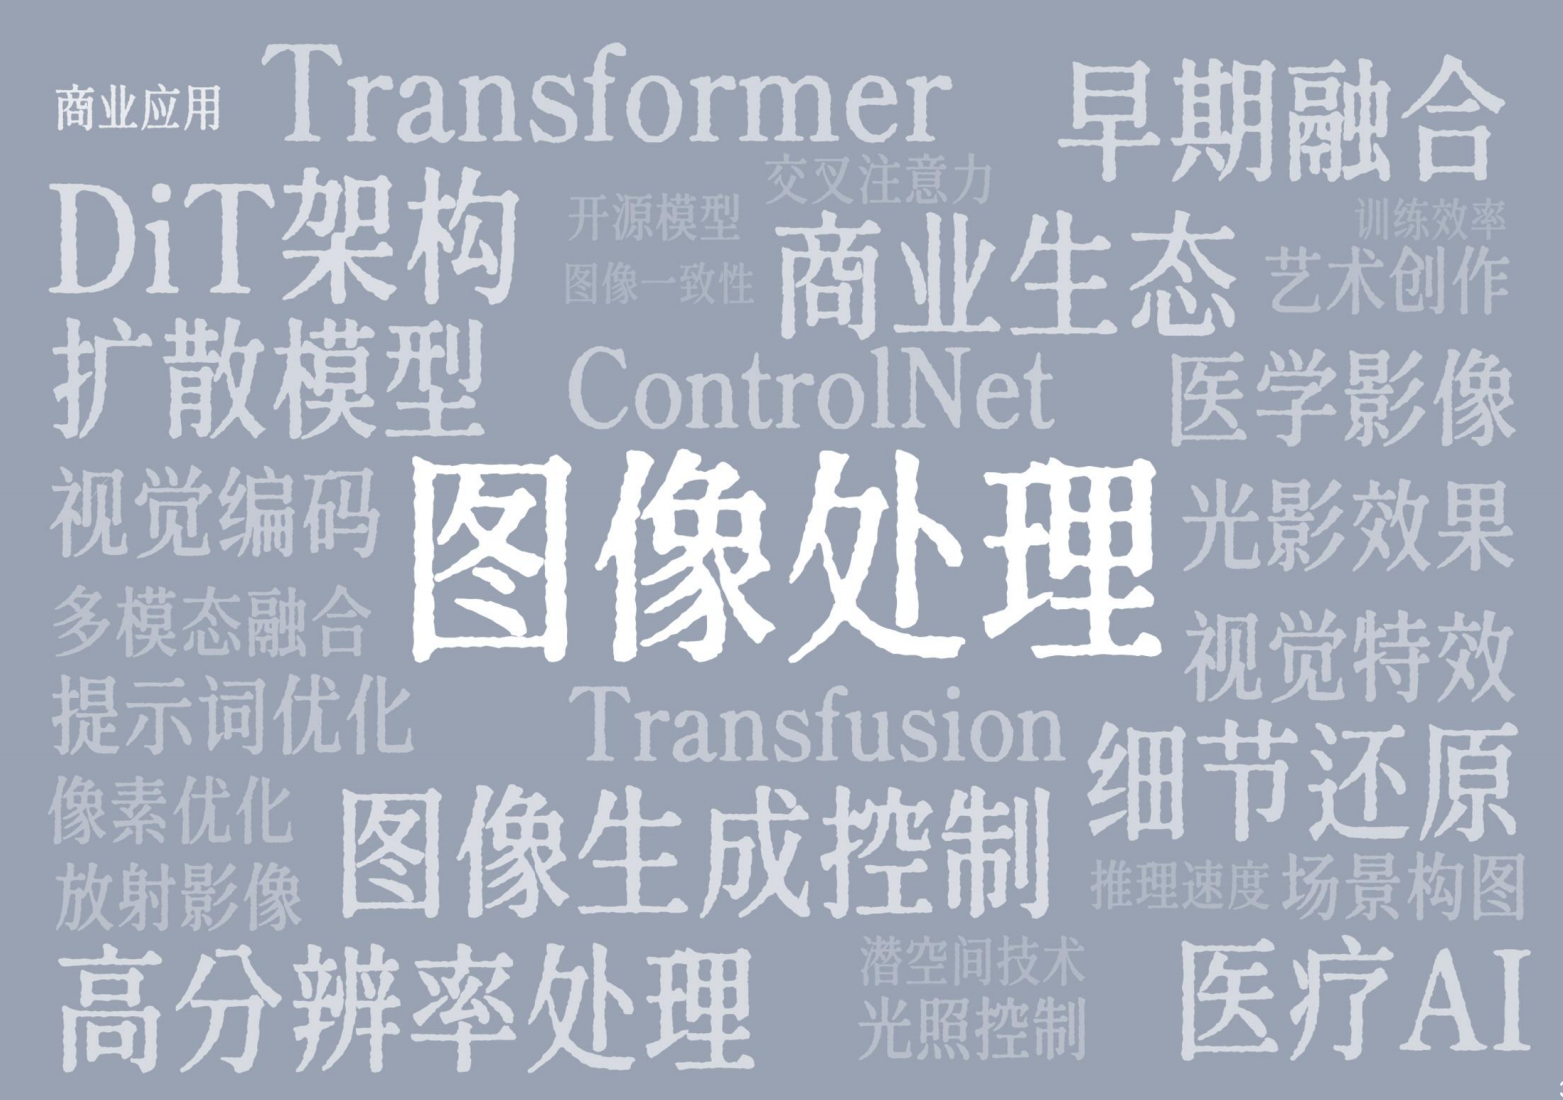 商业应用
Transformer
早期融合
DiT架构
开源模型
交叉注意力
训练效率
图像一致性
商业生态
艺术创作
扩散模型
ControlNet
医学影像
视觉编码
图像处理
光影效果
多模态融合
视觉特效
提示词优化
Transfusion
细节还原
像素优化
图像生成控制
放射影像
推理速度
场景构图
高分辨率处理
潜空间技术
光照控制
医疗AI